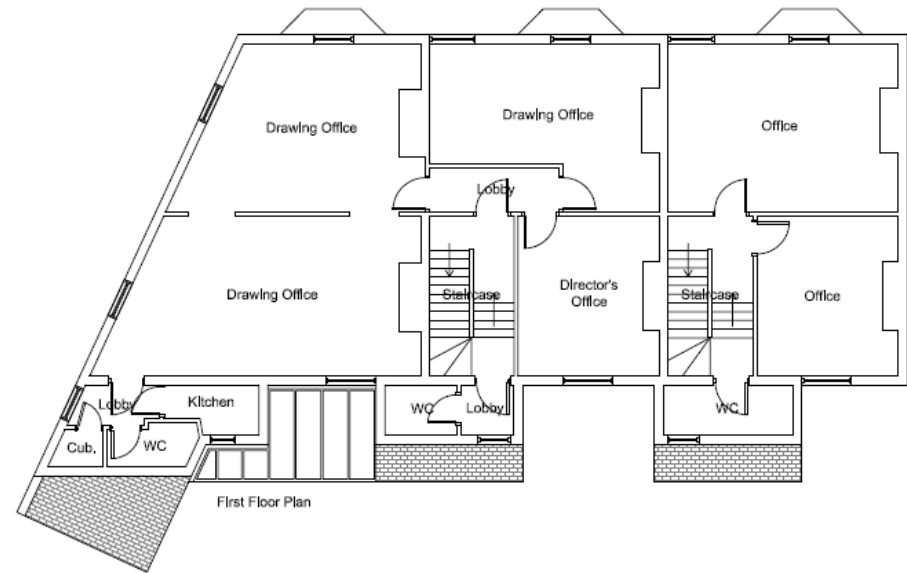 Drawing Office
Drawing Office
Office
Lobby
Drawing Office
Staircase
Director's
Office
Staircase
Office
Lobby
Kitchen
WC
Lobby
WC
Cub.
WC
First Floor Plan